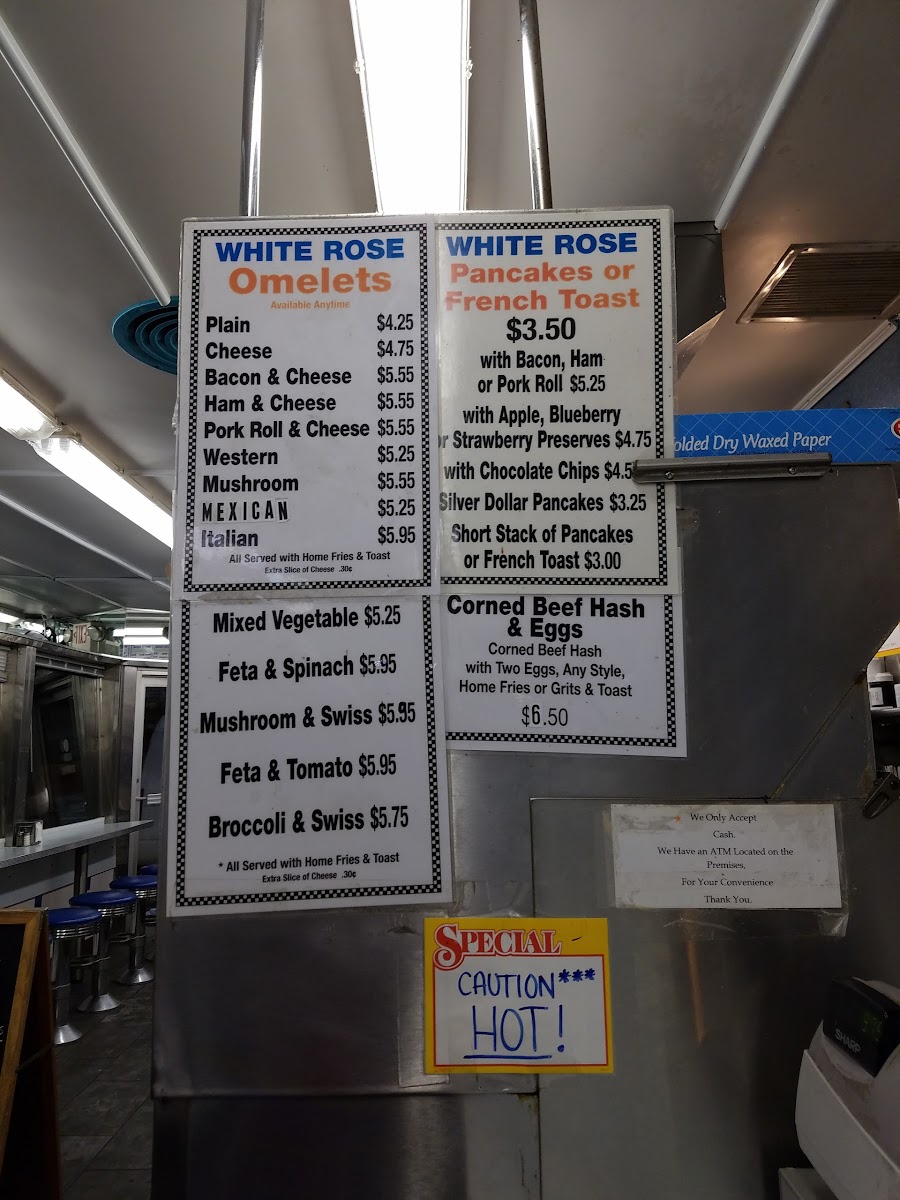 WHITE ROSE
Omelets
Available Anytime
Plain $4.25
Cheese $4.75
Bacon & Cheese $5.55
Ham & Cheese $5.55
Pork Roll & Cheese $5.55
Western $5.25
Mushroom $5.55
MEXICAN $5.25
Italian $5.95
All Served with Home Fries & Toast
Extra Slice of Cheese .30¢
Mixed Vegetable $5.25
Feta & Spinach $5.95
Mushroom & Swiss $5.95
Feta & Tomato $5.95
Broccoli & Swiss $5.75
* All Served with Home Fries & Toast
Extra Slice of Cheese .30¢
WHITE ROSE
Pancakes or
French Toast
$3.50
with Bacon, Ham
or Pork Roll $5.25
with Apple, Blueberry
r Strawberry Preserves $4.75
with Chocolate Chips $4.5
Silver Dollar Pancakes $3.25
Short Stack of Pancakes
or French Toast $3.00
Corned Beef Hash
& Eggs
Corned Beef Hash
with Two Eggs, Any Style,
Home Fries or Grits & Toast
$6.50
olded Dry Waxed Paper
We Only Accept
Cash.
We Have an ATM Located on the
Premises,
For Your Convenience
Thank You.
SPECIAL
CAUTION***
HOT!
SHARP